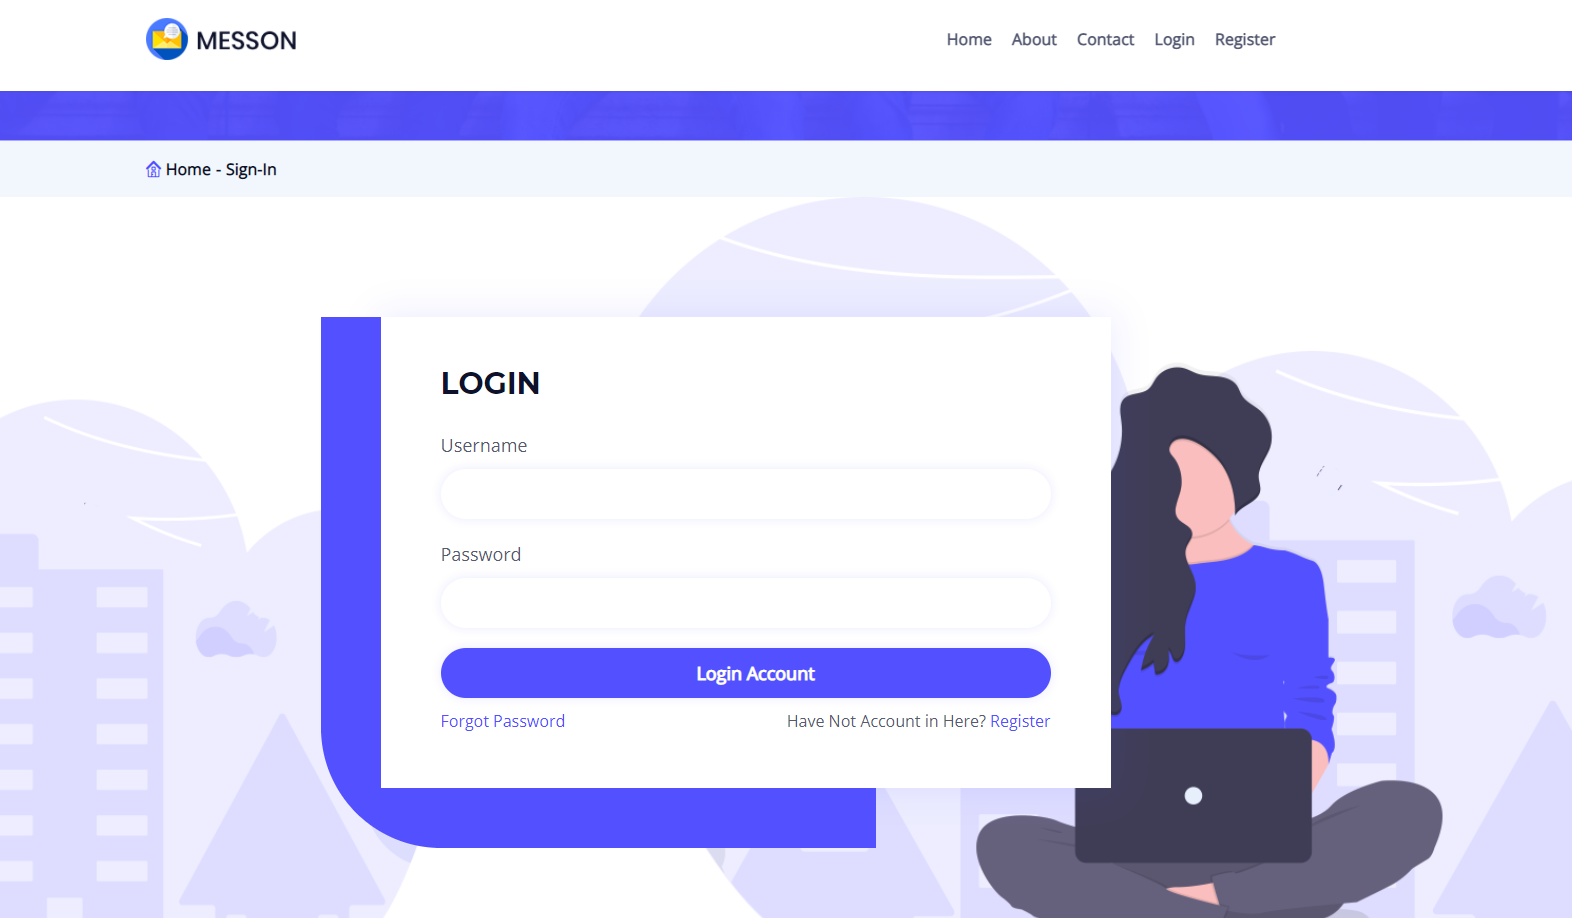 MESSON
Home About Contact Login Register
Home - Sign-In
LOGIN
Username
Password
Login Account
Forgot Password
Have Not Account in Here? Register